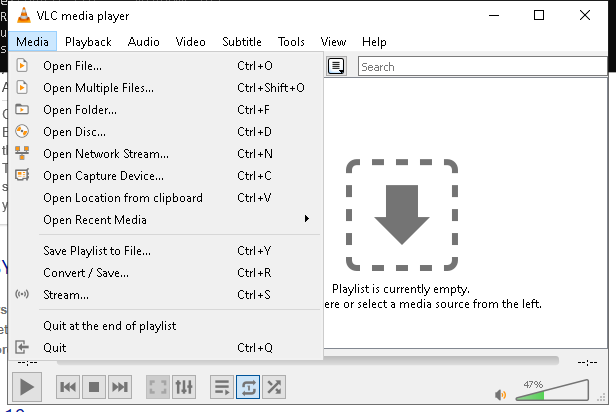 VLC media player
Media Playback Audio Video Subtitle Tools View Help
Open File... Ctrl+O
Open Multiple Files... Ctrl+Shift+O
Open Folder... Ctrl+F
Open Disc... Ctrl+D
Open Network Stream... Ctrl+N
Open Capture Device... Ctrl+C
Open Location from clipboard Ctrl+V
Open Recent Media
Save Playlist to File... Ctrl+Y
Convert / Save... Ctrl+R
Stream... Ctrl+S
Quit at the end of playlist
Quit Ctrl+Q
Search
Playlist is currently empty.
ere or select a media source from the left.
--:-- --:--
47%